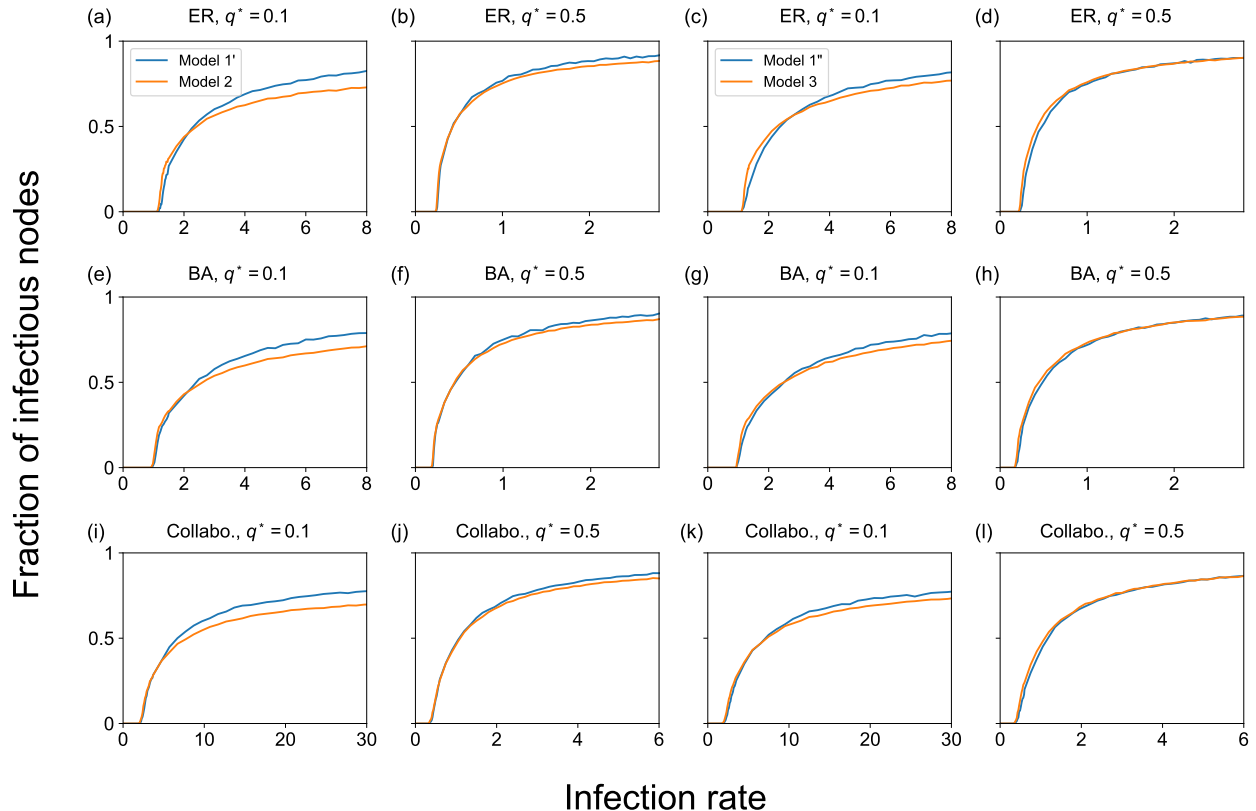 (a) ER, q* = 0.1
(b) ER, q* = 0.5
(c) ER, q* = 0.1
(d) ER, q* = 0.5
Model 1'
Model 2
Model 1"
Model 3
1
0.5
0
0 2 4 6 8
0 1 2
0 2 4 6 8
0 1 2
(e) BA, q* = 0.1
(f) BA, q* = 0.5
(g) BA, q* = 0.1
(h) BA, q* = 0.5
1
0.5
0
0 2 4 6 8
0 1 2
0 2 4 6 8
0 1 2
(i) Collabo., q* = 0.1
(j) Collabo., q* = 0.5
(k) Collabo., q* = 0.1
(l) Collabo., q* = 0.5
1
0.5
0
0 10 20 30
0 2 4 6
0 10 20 30
0 2 4 6
Fraction of infectious nodes
Infection rate